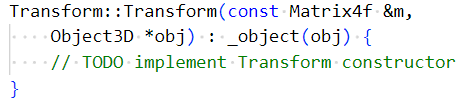 Transform::Transform(const Matrix4f &m,
    Object3D *obj) : _object(obj) {
    // TODO implement Transform constructor
}